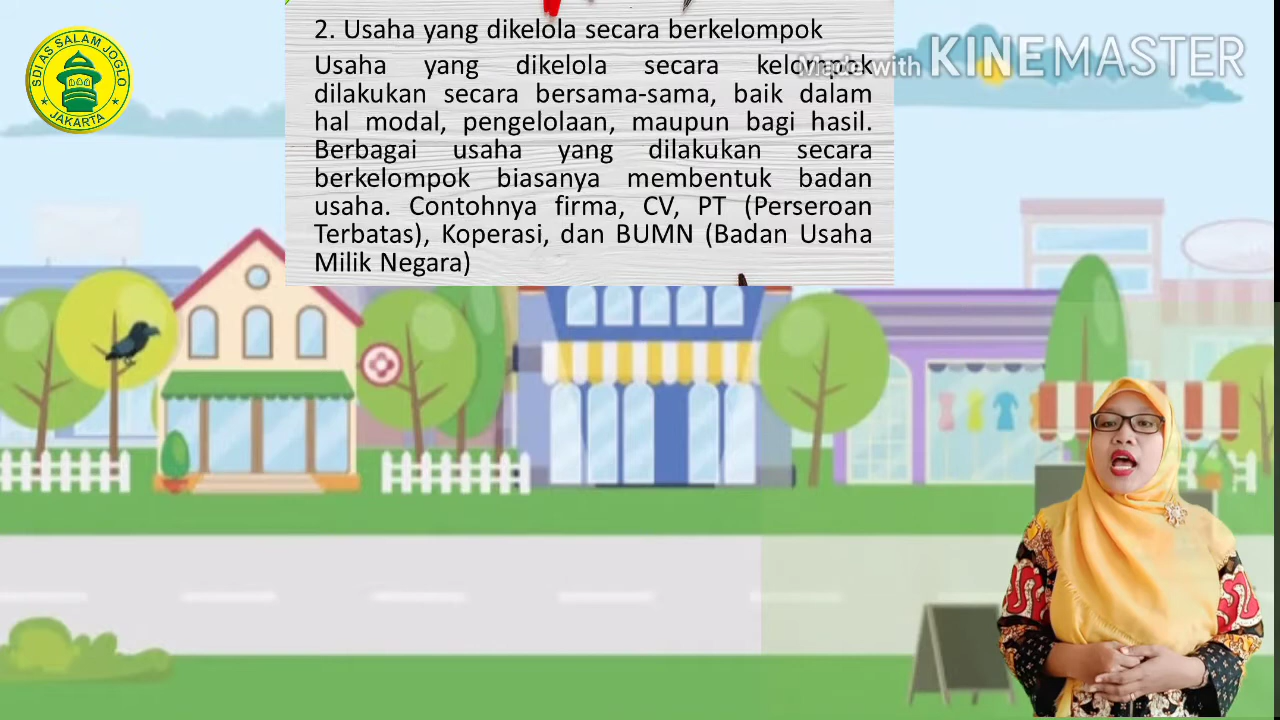 2. Usaha yang dikelola secara berkelompok
Usaha yang dikelola secara kelompok
dilakukan secara bersama-sama, baik dalam
hal modal, pengelolaan, maupun bagi hasil.
Berbagai usaha yang dilakukan secara
berkelompok biasanya membentuk badan
usaha. Contohnya firma, CV, PT (Perseroan
Terbatas), Koperasi, dan BUMN (Badan Usaha
Milik Negara)
Made with KINEMASTER
SDI AS SALAM JOGLO
JAKARTA